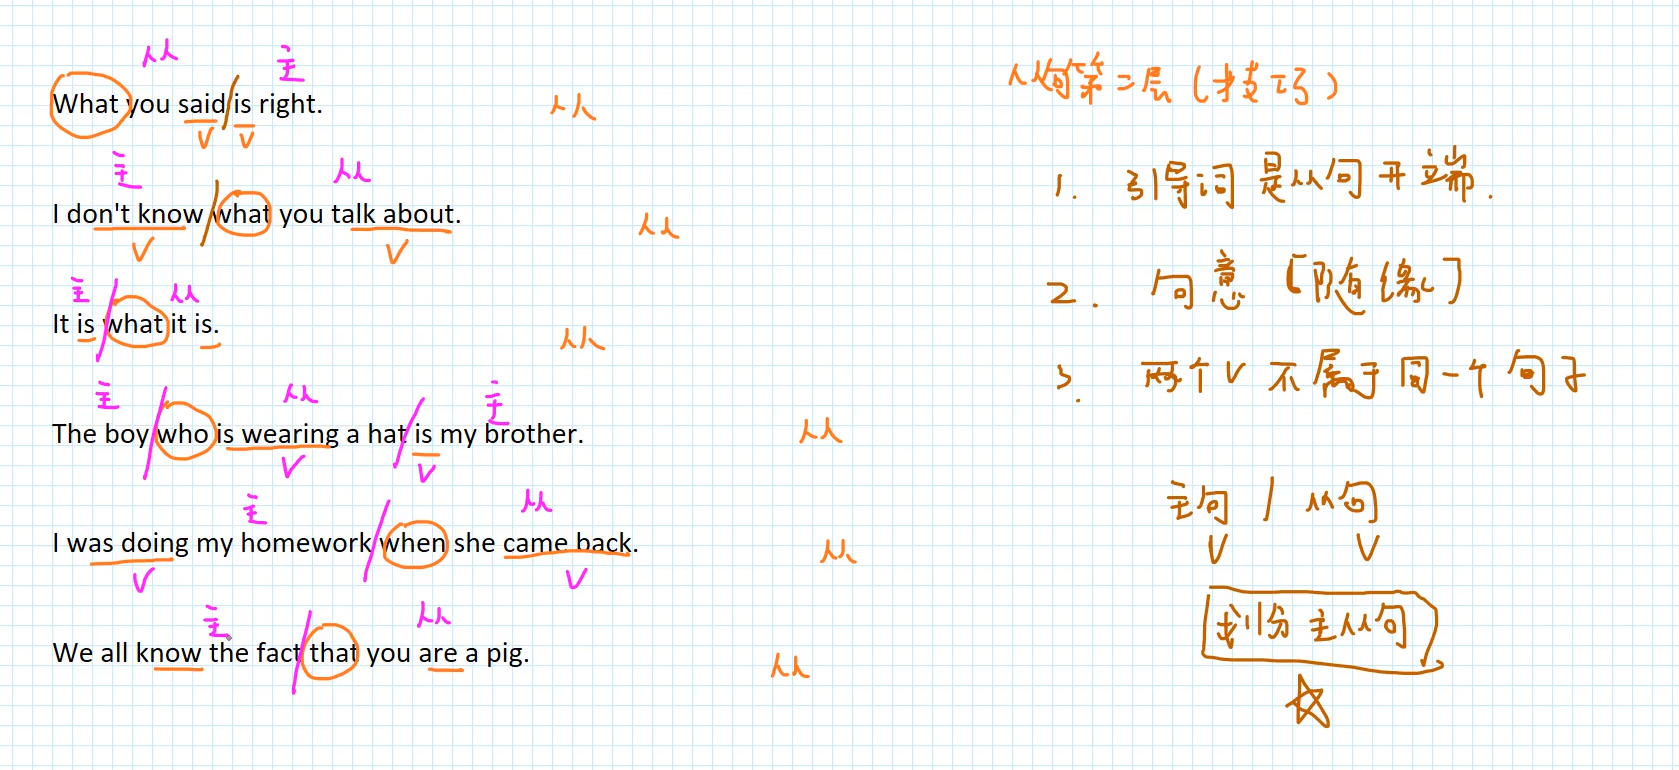 从 主
What you said/is right. 从
V V
主 从
I don't know/what you talk about. 从
V V
主 从
It is/what it is. 从
主 从 主
The boy/who is wearing a hat/is my brother. 从
V V
主 从
I was doing my homework/when she came back. 从
V V
主 从
We all know the fact/that you are a pig. 从
从句第二层(技巧)
1. 引导词是从句开端.
2. 句意[随缘]
3. 两个V不属于同一个句子
主句 / 从句
V V
划份主从句